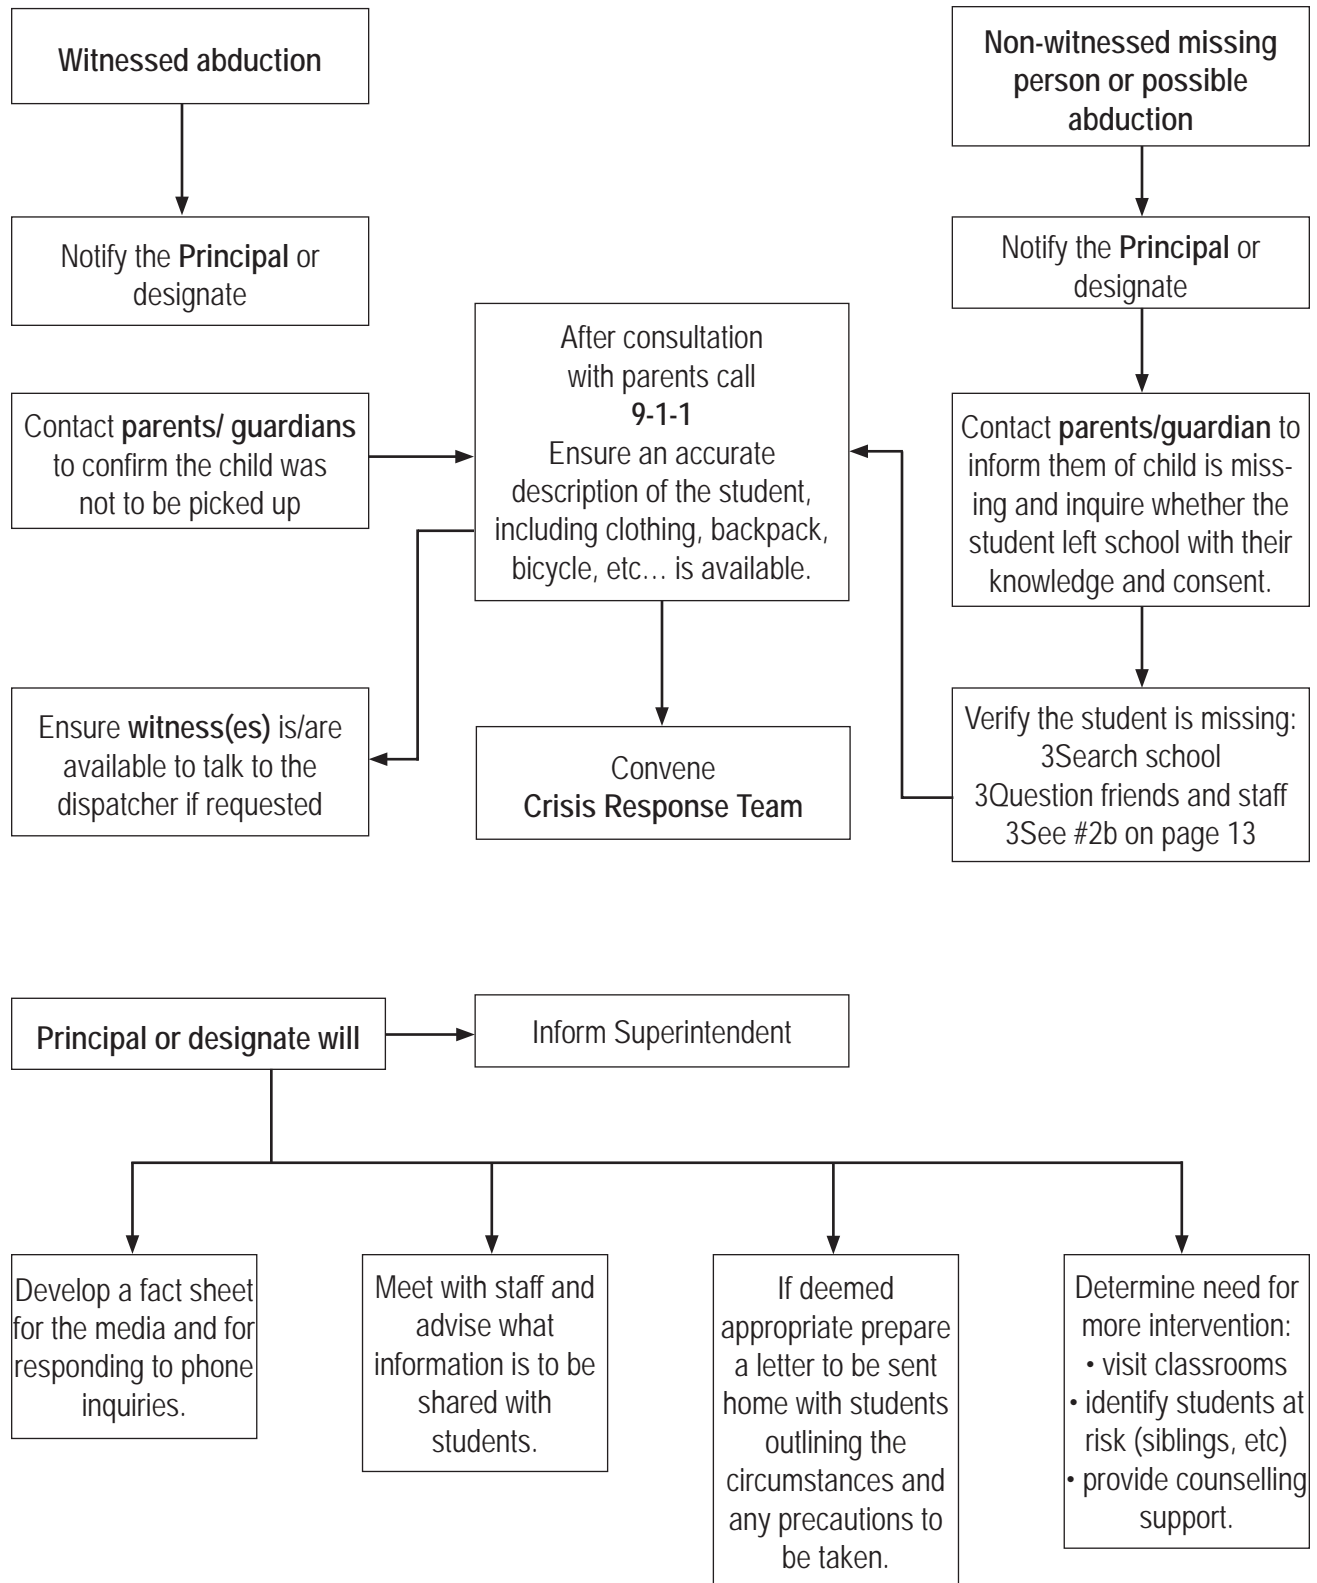 Witnessed abduction
Notify the Principal or
designate
Contact parents/ guardians
to confirm the child was
not to be picked up
Ensure witness(es) is/are
available to talk to the
dispatcher if requested
After consultation
with parents call
9-1-1
Ensure an accurate
description of the student,
including clothing, backpack,
bicycle, etc… is available.
Convene
Crisis Response Team
Non-witnessed missing
person or possible
abduction
Notify the Principal or
designate
Contact parents/guardian to
inform them of child is miss-
ing and inquire whether the
student left school with their
knowledge and consent.
Verify the student is missing:
3Search school
3Question friends and staff
3See #2b on page 13
Principal or designate will
Inform Superintendent
Develop a fact sheet
for the media and for
responding to phone
inquiries.
Meet with staff and
advise what
information is to be
shared with
students.
If deemed
appropriate prepare
a letter to be sent
home with students
outlining the
circumstances and
any precautions to
be taken.
Determine need for
more intervention:
• visit classrooms
• identify students at
risk (siblings, etc)
• provide counselling
support.